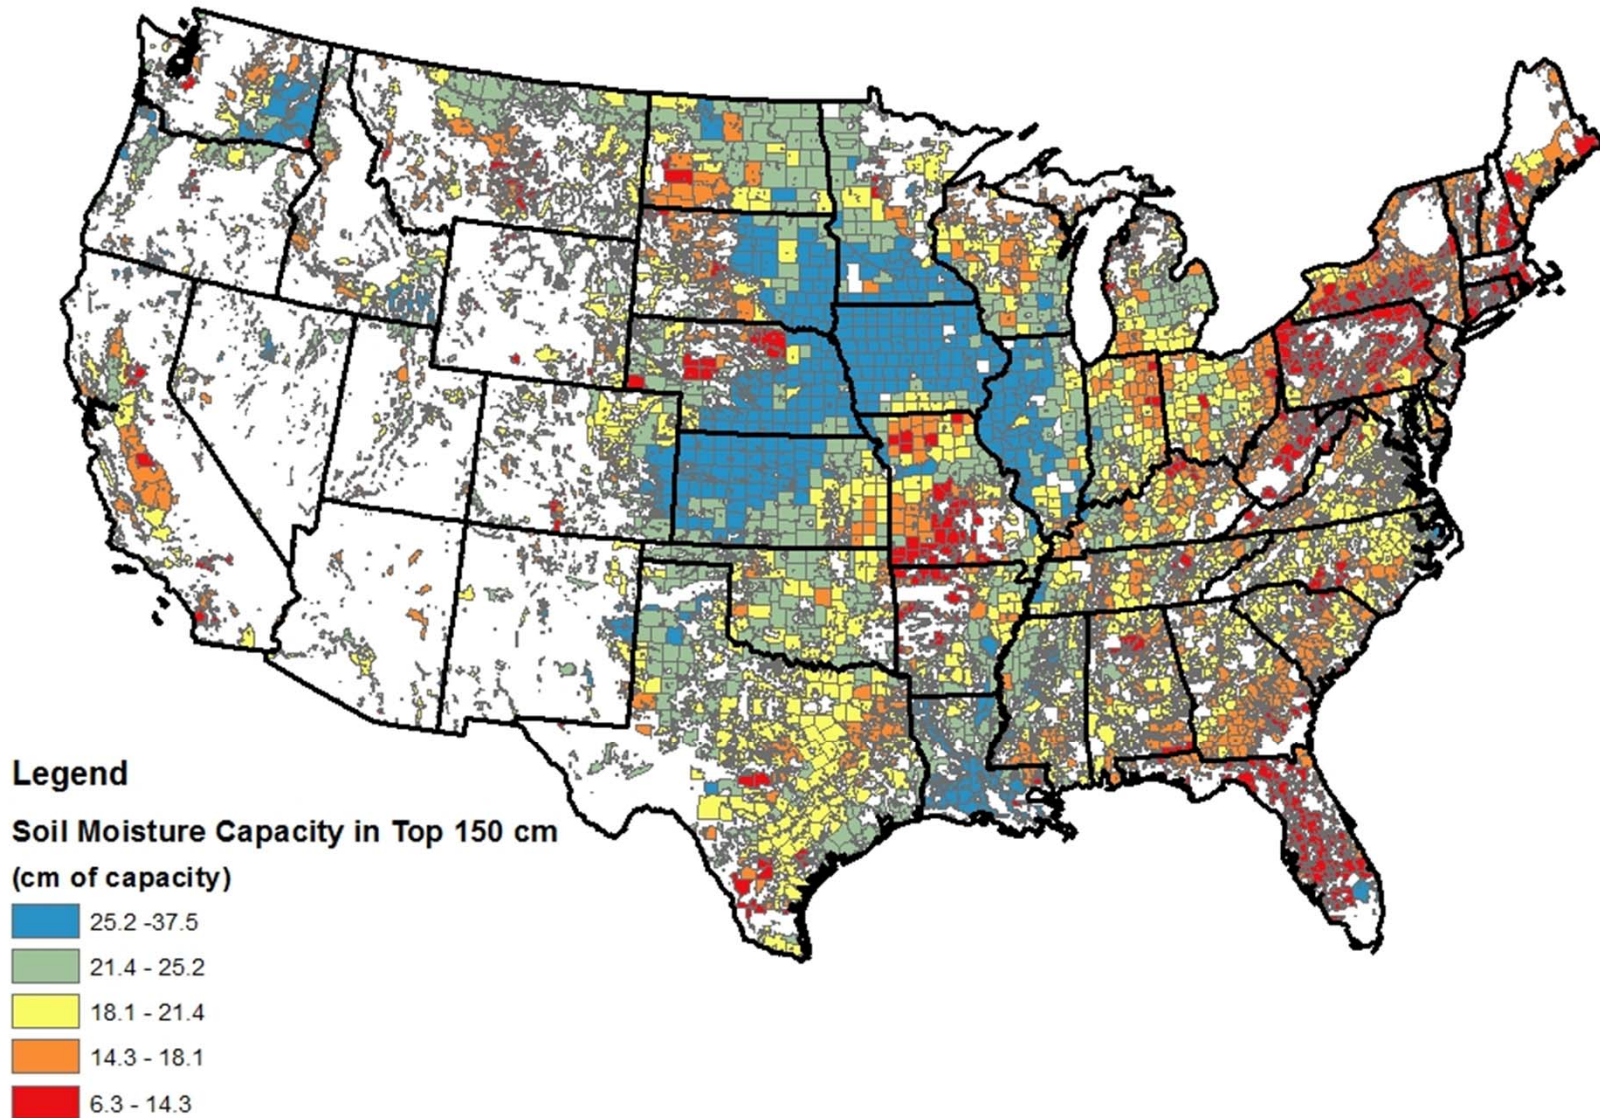 Legend
Soil Moisture Capacity in Top 150 cm
(cm of capacity)
25.2 -37.5
21.4 - 25.2
18.1 - 21.4
14.3 - 18.1
6.3 - 14.3